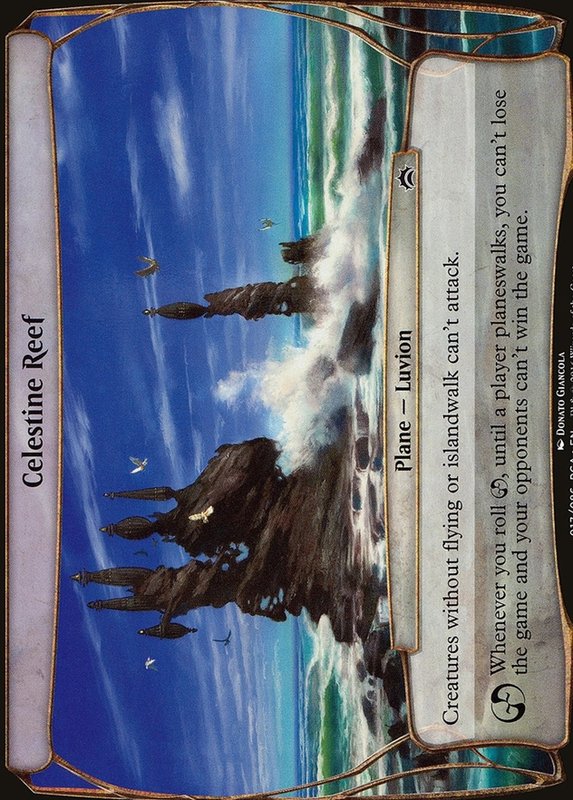 Celestine Reef
Plane — Luvion
Creatures without flying or islandwalk can't attack.
Whenever you roll , until a player planeswalks, you can't lose
the game and your opponents can't win the game.
DONATO GIANCOLA